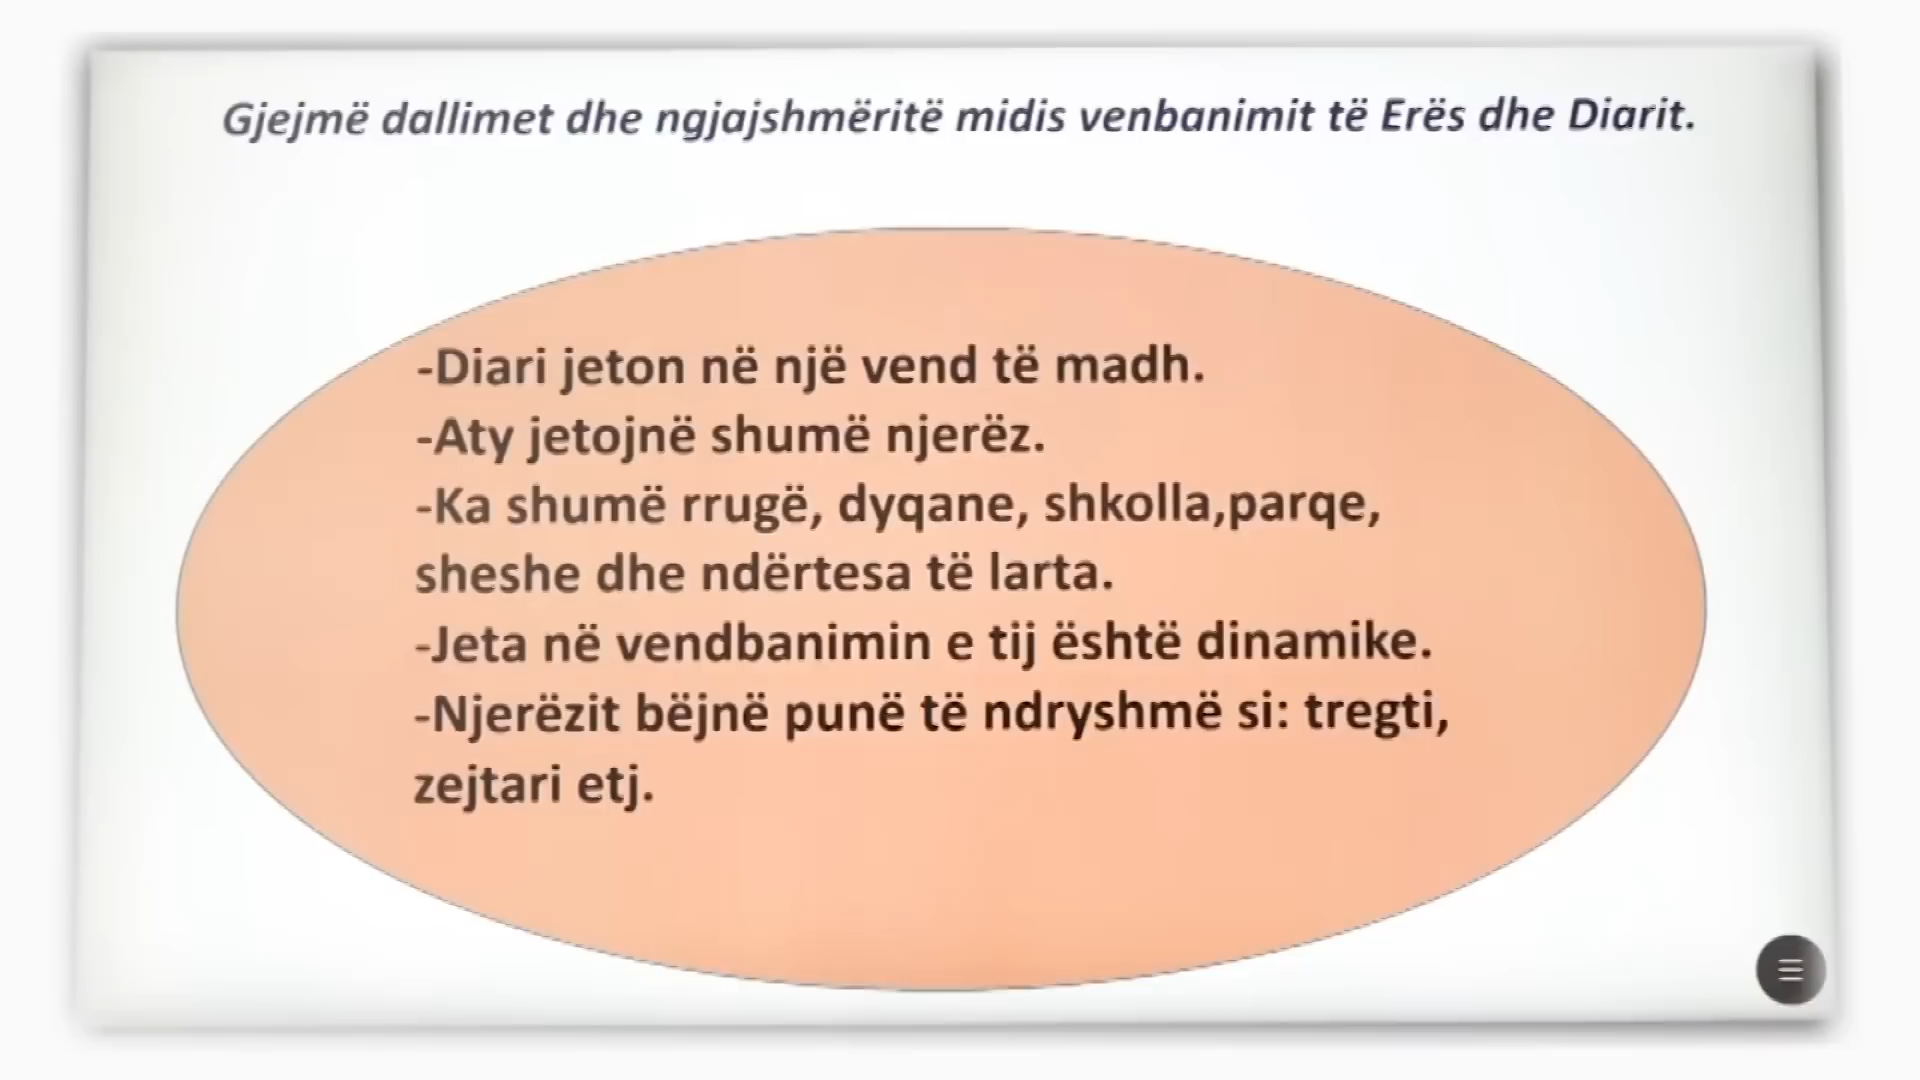 Gjejmë dallimet dhe ngjajshmëritë midis venbanimit të Erës dhe Diarit.
-Diari jeton në një vend të madh.
-Aty jetojnë shumë njerëz.
-Ka shumë rrugë, dyqane, shkolla,parqe,
sheshe dhe ndërtesa të larta.
-Jeta në vendbanimin e tij është dinamike.
-Njerëzit bëjnë punë të ndryshmë si: tregti,
zejtari etj.